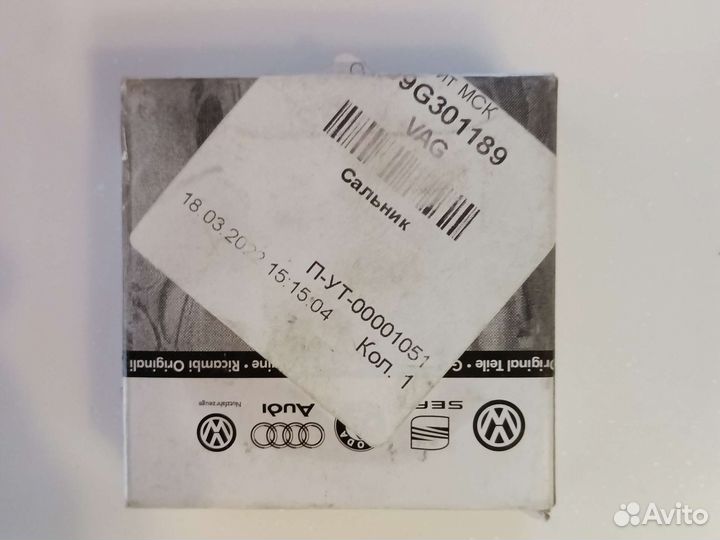 МСК
9G301189
VAG
Сальник
18.03.2022 15:15:04
П-УТ-00001051
Кол. 1
Original Teile • Ricambi Originali
Nutzfahrzeuge
Audi
Avito